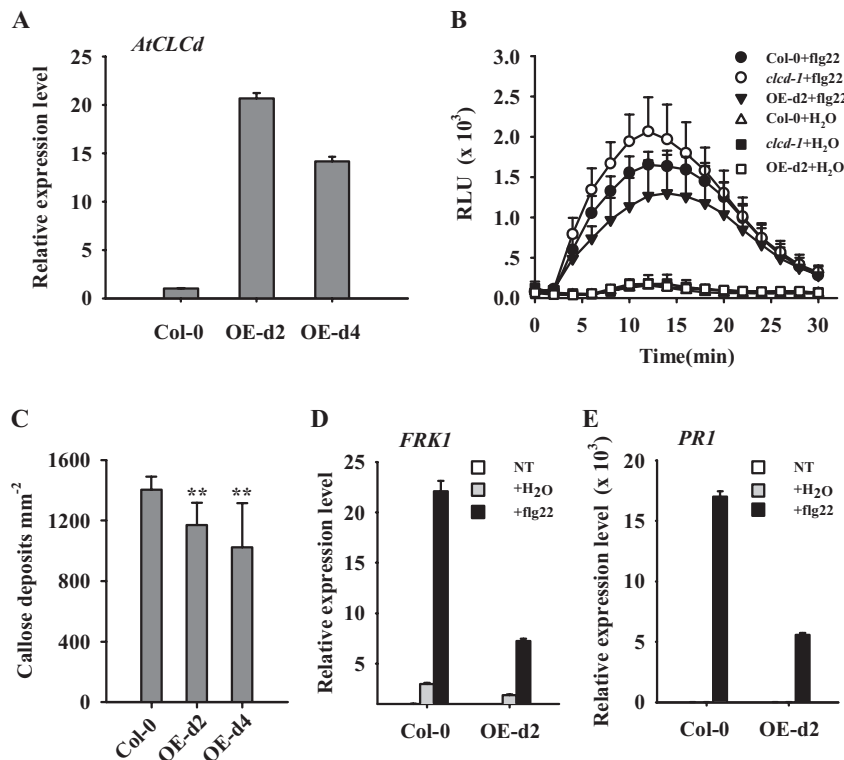 A
AtCLCd
Relative expression level
25
20
15
10
5
0
Col-0 OE-d2 OE-d4
B
RLU (x 10³)
3.0
2.5
2.0
1.5
1.0
.5
0.0
0 5 10 15 20 25 30
Time(min)
Col-0+flg22
clcd-1+flg22
OE-d2+flg22
Col-0+H₂O
clcd-1+H₂O
OE-d2+H₂O
C
Callose deposits mm⁻²
1600
1200
800
400
0
** **
Col-0 OE-d2 OE-d4
D
FRK1
Relative expression level
25
20
15
10
5
NT
+H₂O
+flg22
Col-0 OE-d2
E
PR1
Relative expression level (x 10³)
20
15
10
5
0
NT
+H₂O
+flg22
Col-0 OE-d2